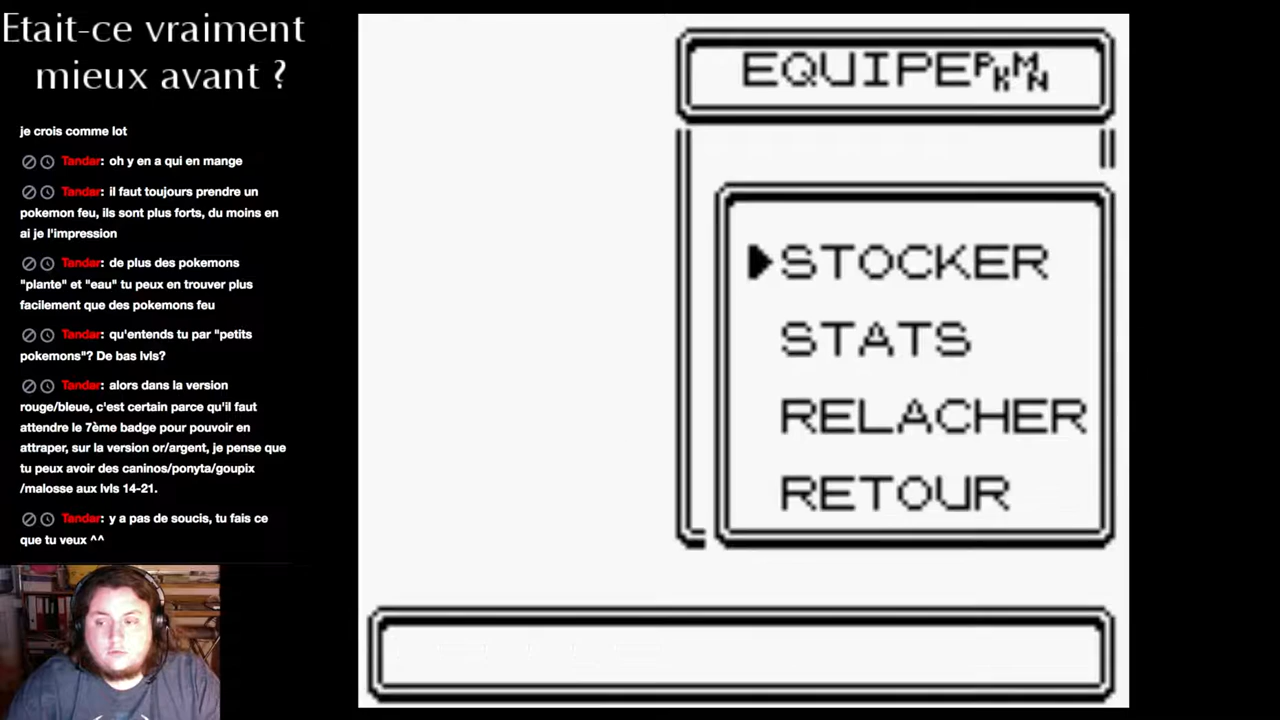 Etait-ce vraiment
mieux avant ?
je crois comme lot
Tandar: oh y en a qui en mange
Tandar: il faut toujours prendre un
pokemon feu, ils sont plus forts, du moins en
ai je l'impression
Tandar: de plus des pokemons
"plante" et "eau" tu peux en trouver plus
facilement que des pokemons feu
Tandar: qu'entends tu par "petits
pokemons"? De bas lvls?
Tandar: alors dans la version
rouge/bleue, c'est certain parce qu'il faut
attendre le 7ème badge pour pouvoir en
attraper, sur la version or/argent, je pense que
tu peux avoir des caninos/ponyta/goupix
/malosse aux lvls 14-21.
Tandar: y a pas de soucis, tu fais ce
que tu veux ^^
EQUIPE PKMN
STOCKER
STATS
RELACHER
RETOUR